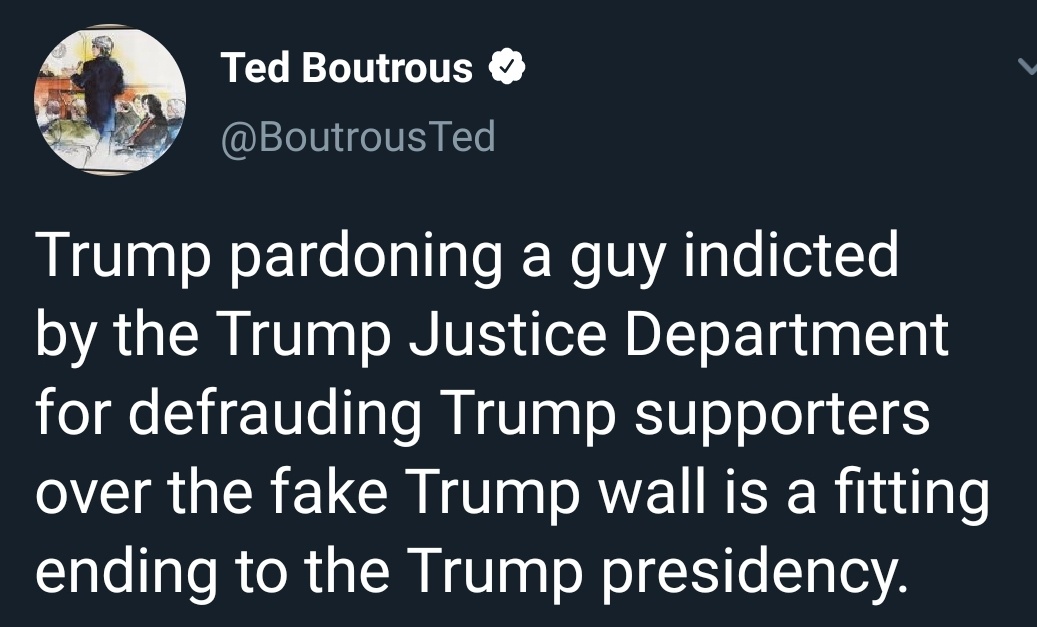 Ted Boutrous
@BoutrousTed
Trump pardoning a guy indicted
by the Trump Justice Department
for defrauding Trump supporters
over the fake Trump wall is a fitting
ending to the Trump presidency.